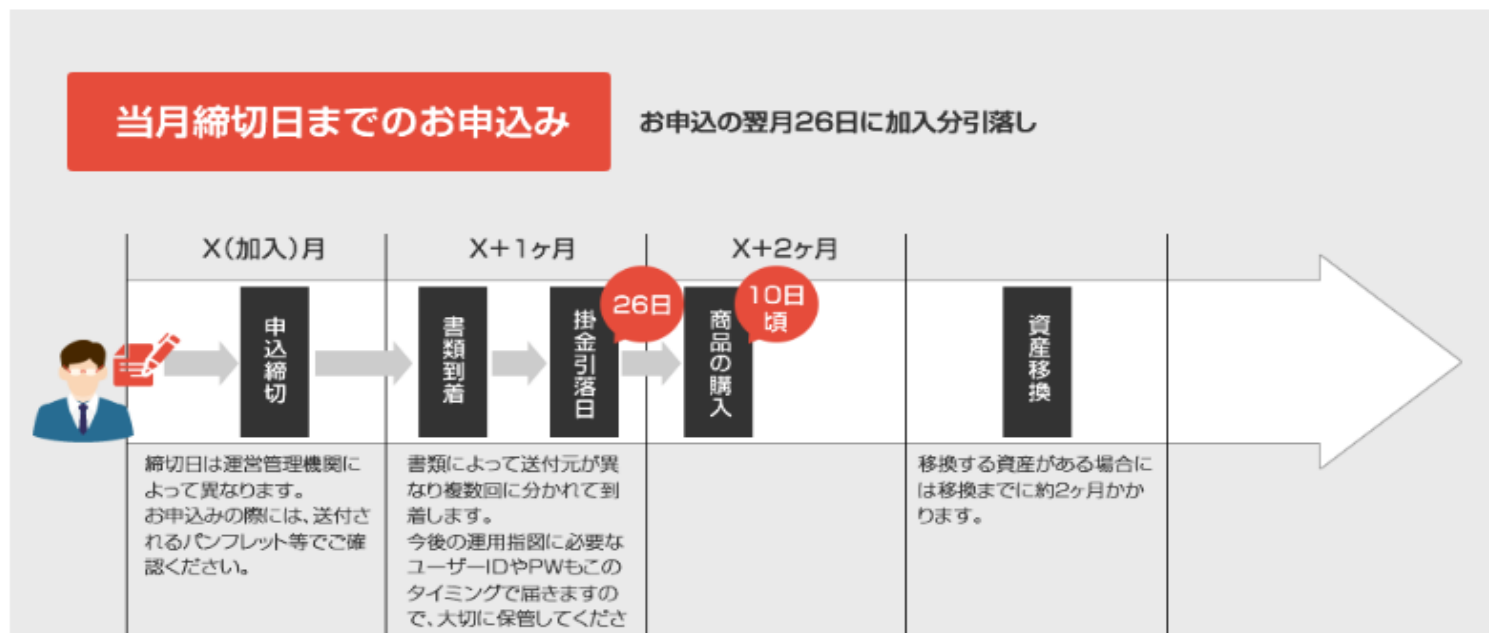 当月締切日までのお申込み
お申込の翌月26日に加入分引落し
X(加入)月
X+1ヶ月
X+2ヶ月
申込締切
書類到着
掛金引落日
26日
商品の購入
10日
頃
資産移換
締切日は運営管理機関に
よって異なります。
お申込みの際には、送付さ
れるパンフレット等でご確
認ください。
書類によって送付元が異
なり複数回に分かれて到
着します。
今後の運用指図に必要な
ユーザーIDやPWもこの
タイミングで届きますの
で、大切に保管してくださ
移換する資産がある場合に
は移換までに約2ヶ月かか
ります。